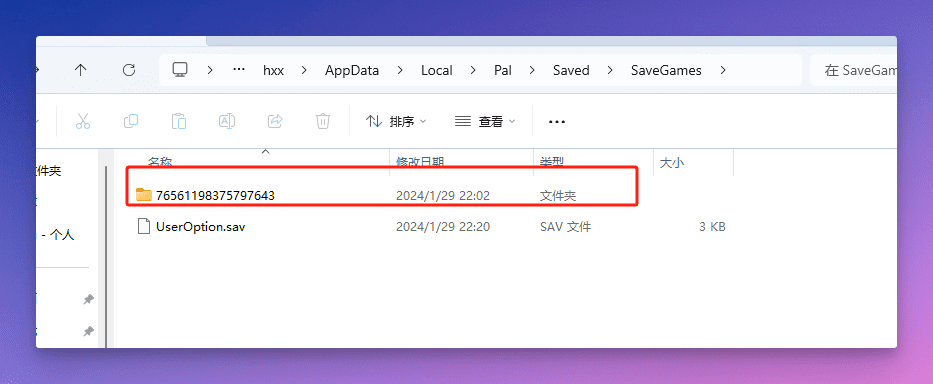 hxx > AppData > Local > Pal > Saved > SaveGames > 在 SaveGam
排序 查看 ...
名称 修改日期 类型 大小
件夹
76561198375797643 2024/1/29 22:02 文件夹
UserOption.sav 2024/1/29 22:20 SAV 文件 3 KB
- 个人